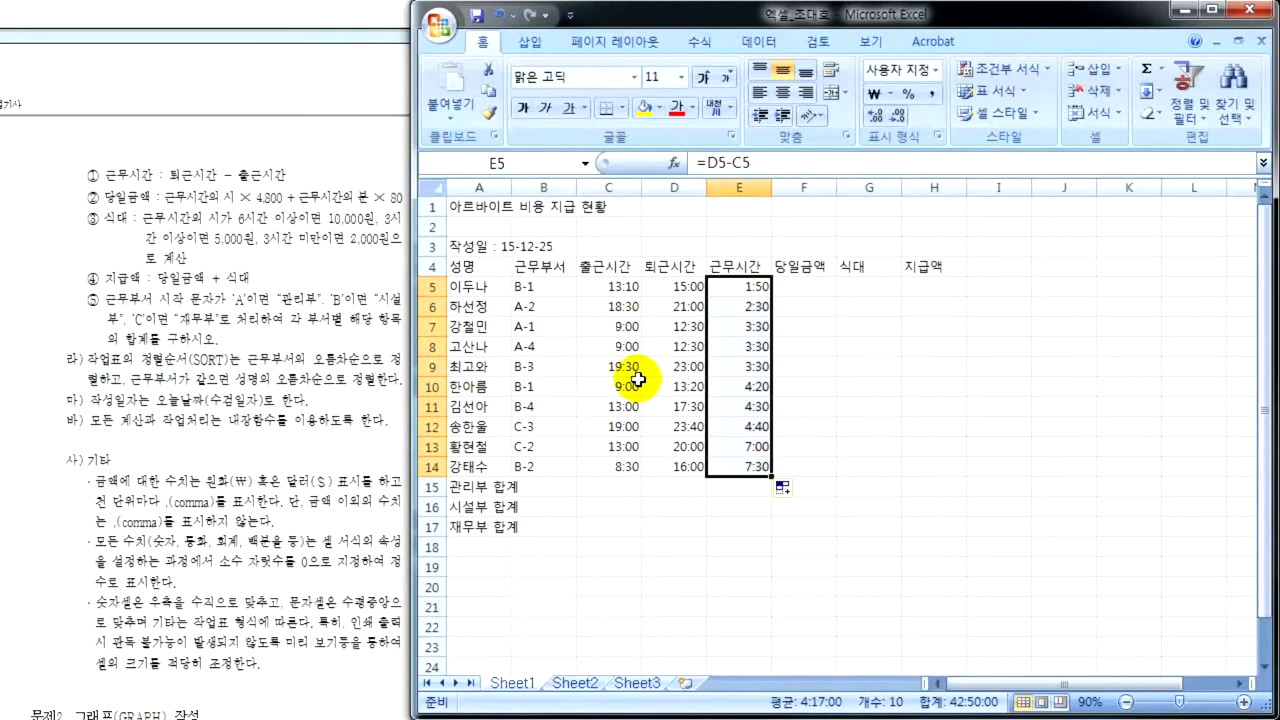 별기사
① 근무시간 : 퇴근시간 - 출근시간
② 당일금액 : 근무시간의 시 × 4,800 + 근무시간의 분 × 80
③ 식대 : 근무시간의 시가 6시간 이상이면 10,000원, 3시
간 이상이면 5,000원, 3시간 미만이면 2,000원으
로 계산
④ 지급액 : 당일금액 + 식대
⑤ 근무부서 시작 문자가 'A'이면 "관리부", 'B'이면 "시설
부", 'C'이면 "재무부"로 처리하여 각 부서별 해당 항목
의 합계를 구하시오.
라) 작업표의 정렬순서(SORT)는 근무부서의 오름차순으로 정
렬하고, 근무부서가 같으면 성명의 오름차순으로 정렬한다.
마) 작성일자는 오늘날짜(수검일자)로 한다.
바) 모든 계산과 작업처리는 내장함수를 이용하도록 한다.
사) 기타
· 금액에 대한 수치는 원화(₩) 혹은 달러($) 표시를 하고
천 단위마다 ,(comma)를 표시한다. 단, 금액 이외의 수치
는 ,(comma)를 표시하지 않는다.
· 모든 수치(숫자, 통화, 회계, 백분율 등)는 셀 서식의 속성
을 설정하는 과정에서 소수 자릿수를 0으로 지정하여 정
수로 표시한다.
· 숫자셀은 우측을 수직으로 맞추고, 문자셀은 수평중앙으
로 맞추며 기타는 작업표 형식에 따른다. 특히, 인쇄 출력
시 판독 불가능이 발생되지 않도록 미리 보기등을 통하여
셀의 크기를 적당히 조정한다.
문제2 그래프(GRAPH) 작성
엑셀_조대호 - Microsoft Excel
홈 삽입 페이지 레이아웃 수식 데이터 검토 보기 Acrobat
붙여넣기
클립보드
맑은 고딕 11
가 가
가 가 가
가
내천
글꼴
맞춤
사용자 지정
₩ % ,
표시 형식
조건부 서식
표 서식
셀 스타일
스타일
삽입
삭제
서식
셀
Σ
정렬 및 필터
찾기 및 선택
편집
E5 fx =D5-C5
A B C D E F G H I J K L
1 아르바이트 비용 지급 현황
2
3 작성일 : 15-12-25
4 성명 근무부서 출근시간 퇴근시간 근무시간 당일금액 식대 지급액
5 이두나 B-1 13:10 15:00 1:50
6 하선정 A-2 18:30 21:00 2:30
7 강철민 A-1 9:00 12:30 3:30
8 고산나 A-4 9:00 12:30 3:30
9 최고와 B-3 19:30 23:00 3:30
10 한아름 B-1 9:00 13:20 4:20
11 김선아 B-4 13:00 17:30 4:30
12 송한울 C-3 19:00 23:40 4:40
13 황현철 C-2 13:00 20:00 7:00
14 강태수 B-2 8:30 16:00 7:30
15 관리부 합계
16 시설부 합계
17 재무부 합계
18
19
20
21
22
23
24
Sheet1 Sheet2 Sheet3
준비 평균: 4:17:00 개수: 10 합계: 42:50:00 90%